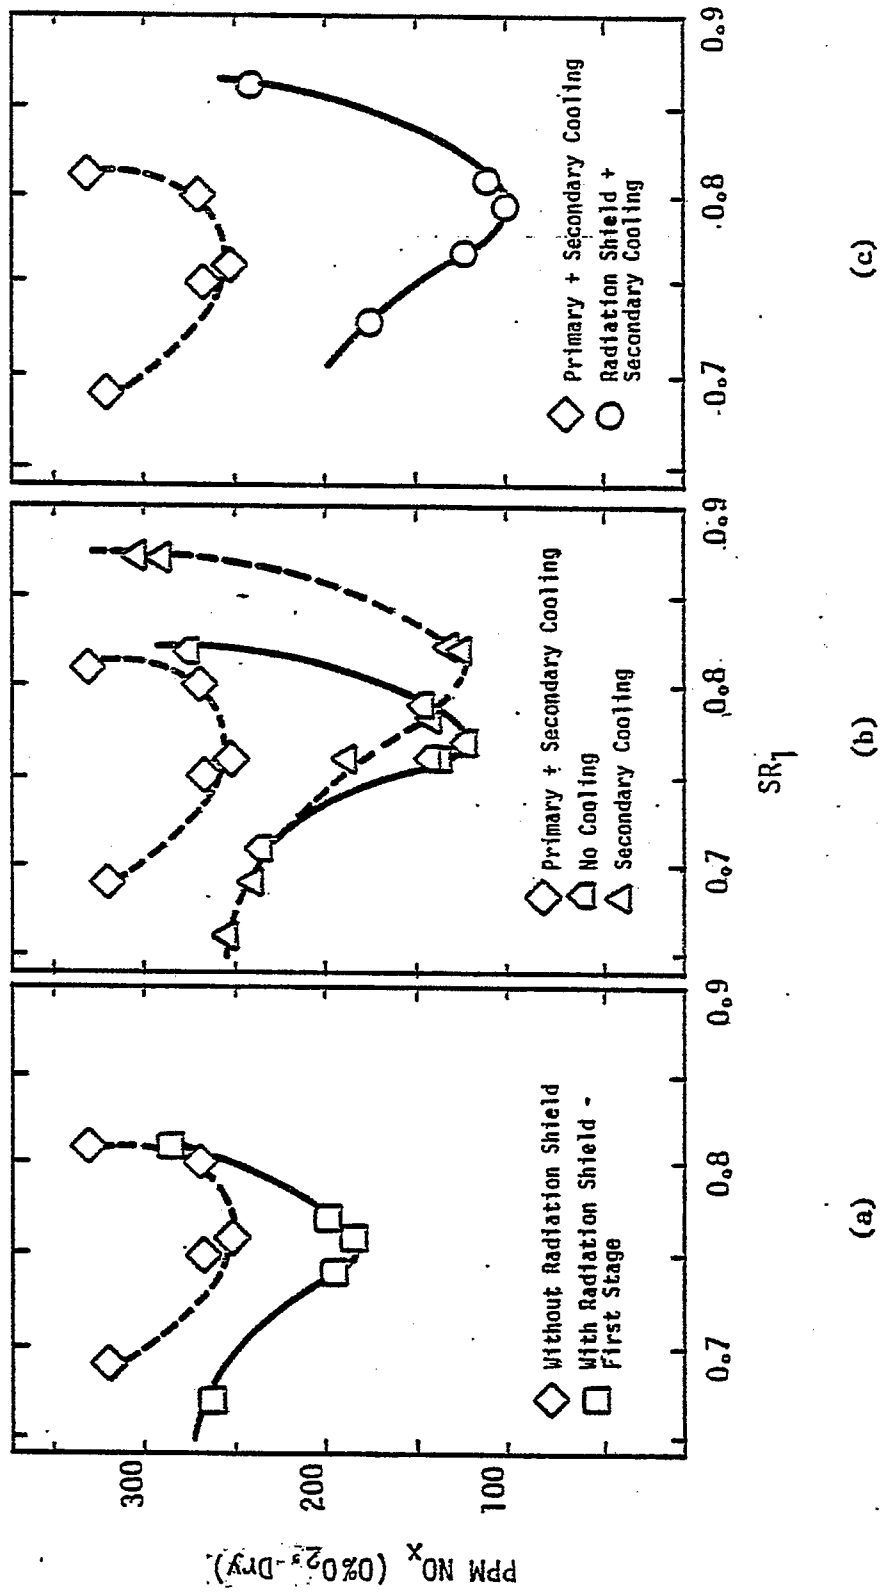 PPM NOx (0%O2, Dry)
300
200
100
0.7
0.8
0.9
Without Radiation Shield
With Radiation Shield -
First Stage
(a)
0.7
0.8
0.9
Primary + Secondary Cooling
No Cooling
Secondary Cooling
SR1
(b)
0.7
0.8
0.9
Primary + Secondary Cooling
Radiation Shield +
Secondary Cooling
(c)